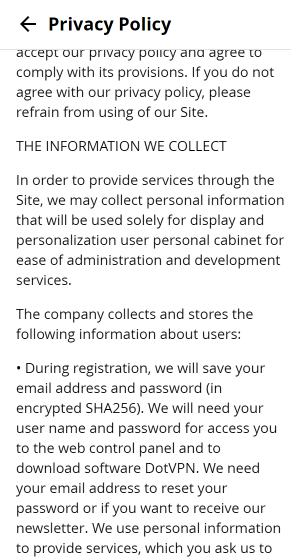 Privacy Policy
accept our privacy policy and agree to
comply with its provisions. If you do not
agree with our privacy policy, please
refrain from using of our Site.
THE INFORMATION WE COLLECT
In order to provide services through the
Site, we may collect personal information
that will be used solely for display and
personalization user personal cabinet for
ease of administration and development
services.
The company collects and stores the
following information about users:
• During registration, we will save your
email address and password (in
encrypted SHA256). We will need your
user name and password for access you
to the web control panel and to
download software DotVPN. We need
your email address to reset your
password or if you want to receive our
newsletter. We use personal information
to provide services, which you ask us to